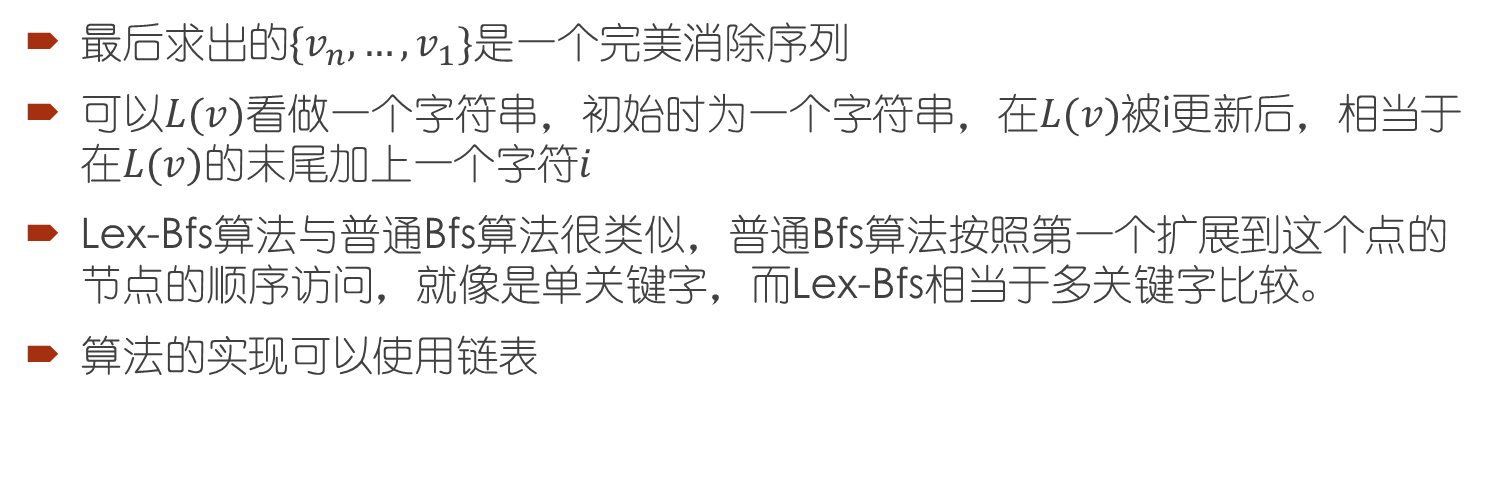 最后求出的{vₙ, … , v₁}是一个完美消除序列
可以L(v)看做一个字符串，初始时为一个字符串，在L(v)被i更新后，相当于
在L(v)的末尾加上一个字符i
Lex-Bfs算法与普通Bfs算法很类似，普通Bfs算法按照第一个扩展到这个点的
节点的顺序访问，就像是单关键字，而Lex-Bfs相当于多关键字比较。
算法的实现可以使用链表